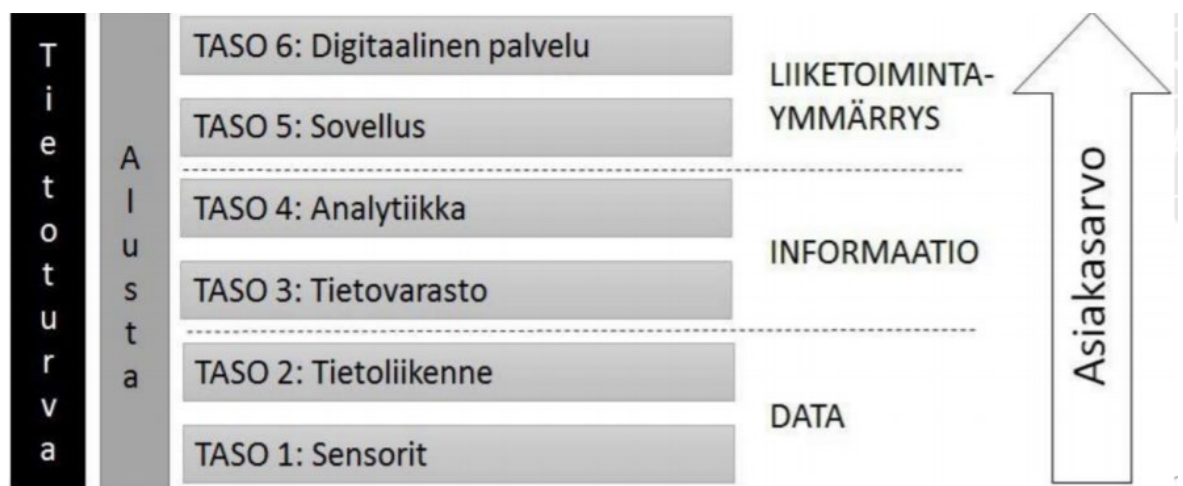 Tietoturva
Alusta
TASO 6: Digitaalinen palvelu
TASO 5: Sovellus
TASO 4: Analytiikka
TASO 3: Tietovarasto
TASO 2: Tietoliikenne
TASO 1: Sensorit
LIIKETOIMINTA-
YMMÄRRYS
INFORMAATIO
DATA
Asiakasarvo